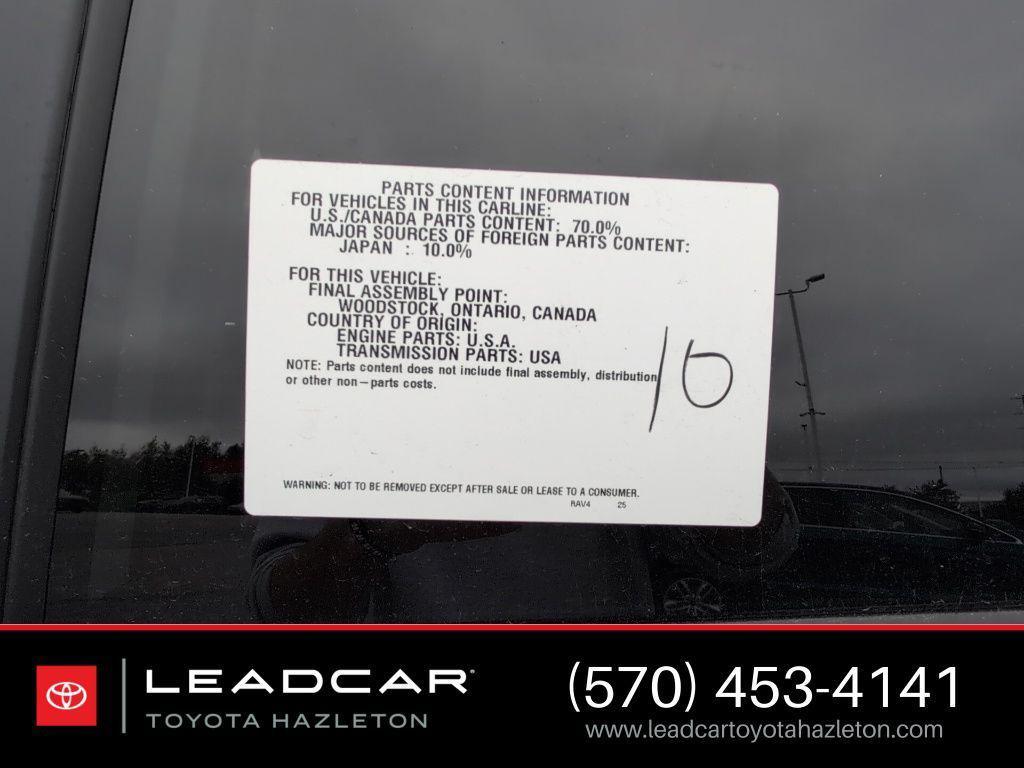 PARTS CONTENT INFORMATION
FOR VEHICLES IN THIS CARLINE:
U.S./CANADA PARTS CONTENT: 70.0%
MAJOR SOURCES OF FOREIGN PARTS CONTENT:
JAPAN : 10.0%
FOR THIS VEHICLE:
FINAL ASSEMBLY POINT:
WOODSTOCK, ONTARIO, CANADA
COUNTRY OF ORIGIN:
ENGINE PARTS: U.S.A.
TRANSMISSION PARTS: USA
NOTE: Parts content does not include final assembly, distribution
or other non-parts costs.
10
WARNING: NOT TO BE REMOVED EXCEPT AFTER SALE OR LEASE TO A CONSUMER.
RAV4 25
LEADCAR
TOYOTA HAZLETON
(570) 453-4141
www.leadcartoyotahazleton.com